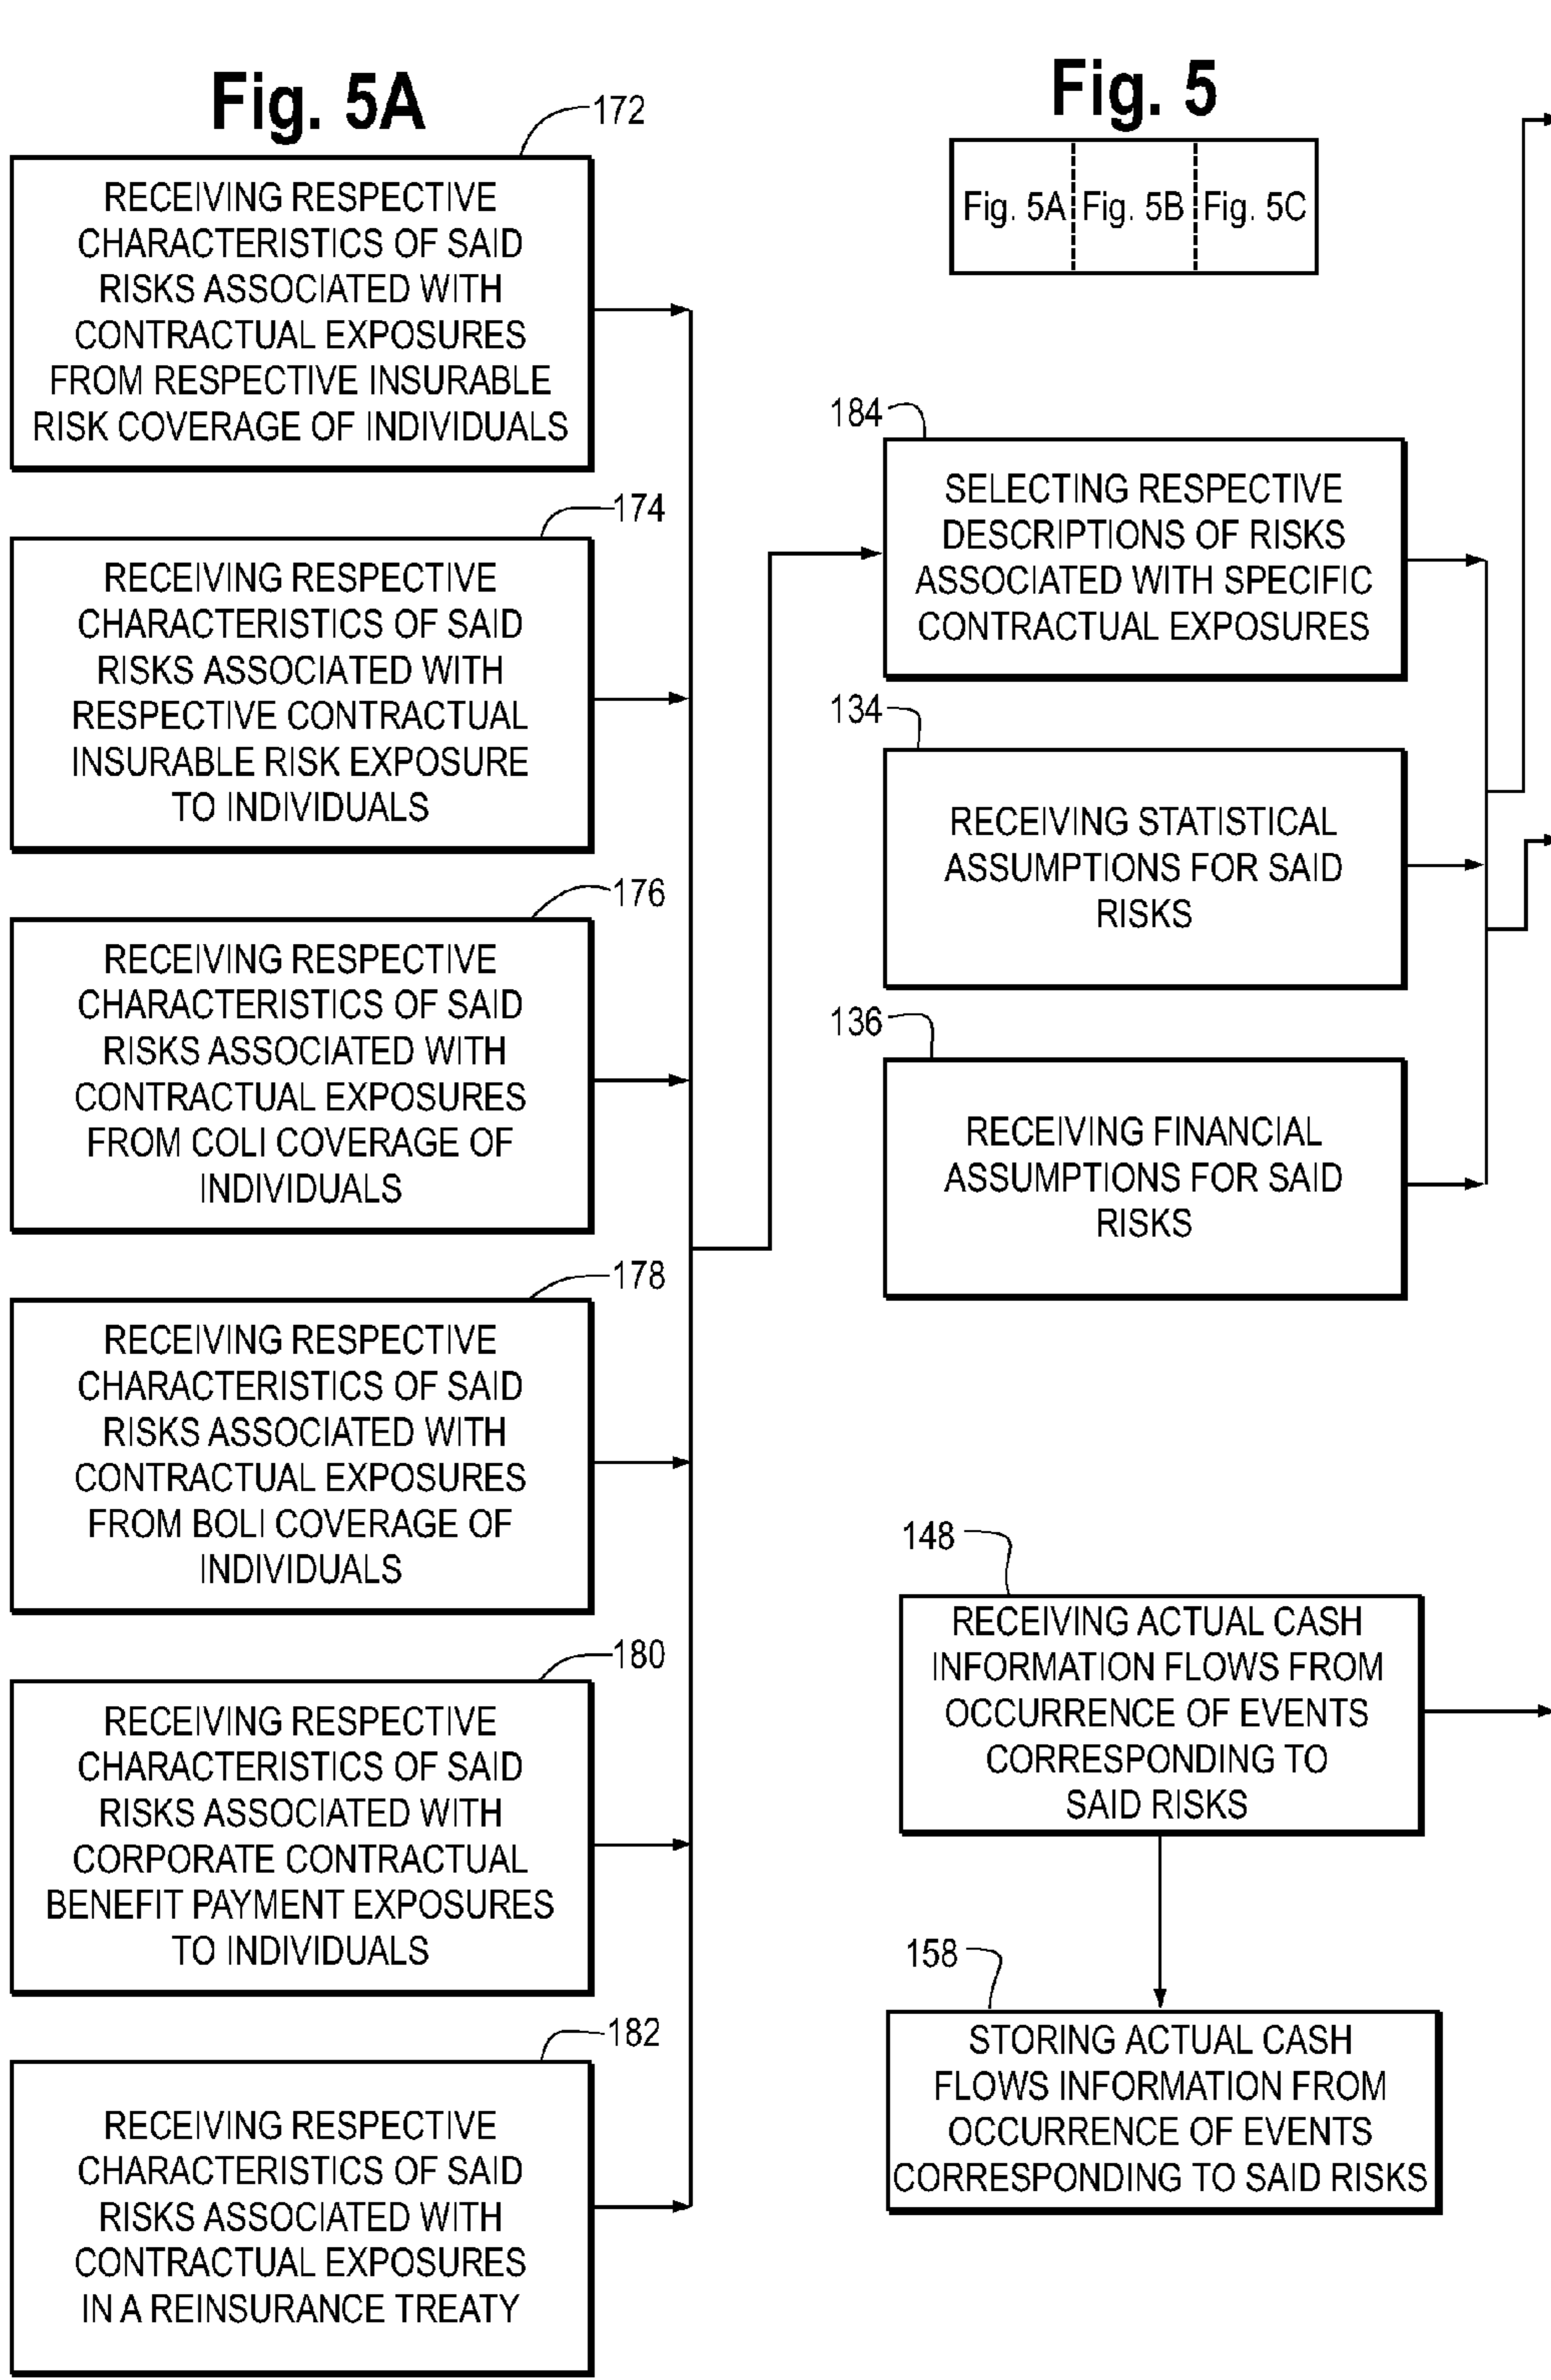 Fig. 5A
172
RECEIVING RESPECTIVE
CHARACTERISTICS OF SAID
RISKS ASSOCIATED WITH
CONTRACTUAL EXPOSURES
FROM RESPECTIVE INSURABLE
RISK COVERAGE OF INDIVIDUALS
174
RECEIVING RESPECTIVE
CHARACTERISTICS OF SAID
RISKS ASSOCIATED WITH
RESPECTIVE CONTRACTUAL
INSURABLE RISK EXPOSURE
TO INDIVIDUALS
176
RECEIVING RESPECTIVE
CHARACTERISTICS OF SAID
RISKS ASSOCIATED WITH
CONTRACTUAL EXPOSURES
FROM COLI COVERAGE OF
INDIVIDUALS
178
RECEIVING RESPECTIVE
CHARACTERISTICS OF SAID
RISKS ASSOCIATED WITH
CONTRACTUAL EXPOSURES
FROM BOLI COVERAGE OF
INDIVIDUALS
180
RECEIVING RESPECTIVE
CHARACTERISTICS OF SAID
RISKS ASSOCIATED WITH
CORPORATE CONTRACTUAL
BENEFIT PAYMENT EXPOSURES
TO INDIVIDUALS
182
RECEIVING RESPECTIVE
CHARACTERISTICS OF SAID
RISKS ASSOCIATED WITH
CONTRACTUAL EXPOSURES
IN A REINSURANCE TREATY
Fig. 5
Fig. 5A Fig. 5B Fig. 5C
184
SELECTING RESPECTIVE
DESCRIPTIONS OF RISKS
ASSOCIATED WITH SPECIFIC
CONTRACTUAL EXPOSURES
134
RECEIVING STATISTICAL
ASSUMPTIONS FOR SAID
RISKS
136
RECEIVING FINANCIAL
ASSUMPTIONS FOR SAID
RISKS
148
RECEIVING ACTUAL CASH
INFORMATION FLOWS FROM
OCCURRENCE OF EVENTS
CORRESPONDING TO
SAID RISKS
158
STORING ACTUAL CASH
FLOWS INFORMATION FROM
OCCURRENCE OF EVENTS
CORRESPONDING TO SAID RISKS